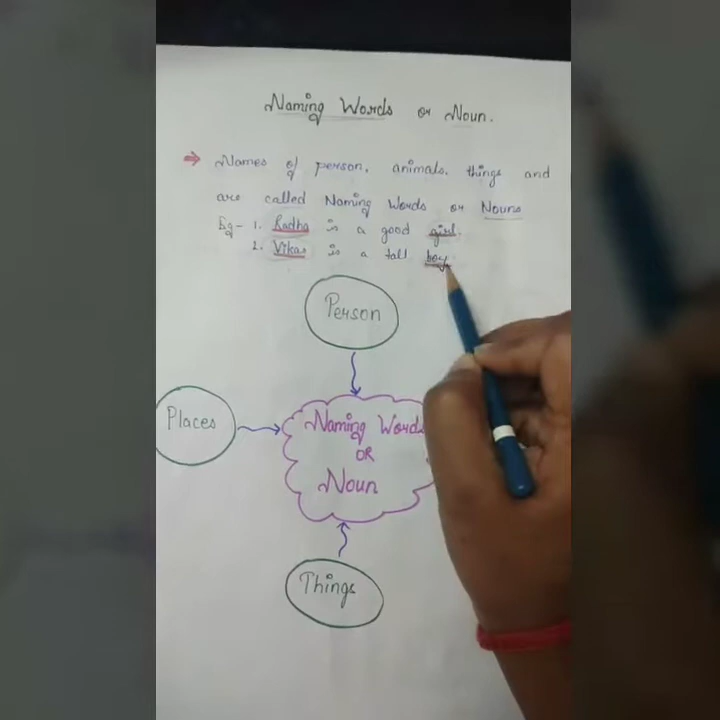 Naming Words or Noun.
⇒ Names of person, animals, things and
are called Naming Words or Nouns
Eg- 1. Radha is a good girl.
2. Vikas is a tall boy.
Person
Places
Naming Words
OR
Noun
Things